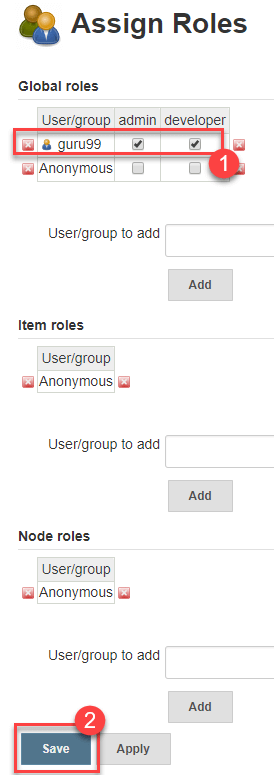 Assign Roles
Global roles
User/group admin developer
guru99
1
Anonymous
User/group to add
Add
Item roles
User/group
Anonymous
User/group to add
Add
Node roles
User/group
Anonymous
User/group to add
Add
2
Save Apply